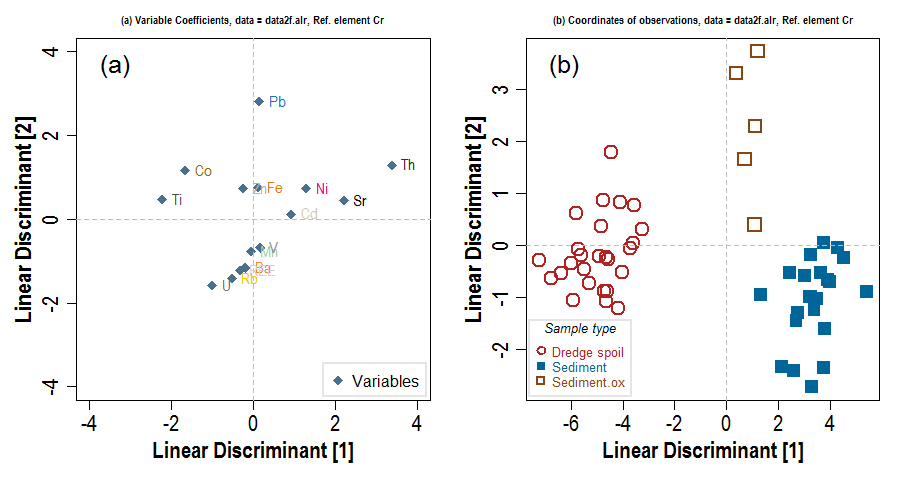 (a) Variable Coefficients, data = data2f.alr, Ref. element Cr
(a)
Linear Discriminant [2]
4
2
0
-2
-4
Pb
Th
Co
Fe
Ni
Ti
Sr
Cd
V
Mn
Ba
Rb
U
Variables
-4
-2
0
2
4
Linear Discriminant [1]
(b) Coordinates of observations, data = data2f.alr, Ref. element Cr
(b)
Linear Discriminant [2]
3
2
1
0
-1
-2
Sample type
Dredge spoil
Sediment
Sediment.ox
-6
-4
-2
0
2
4
Linear Discriminant [1]